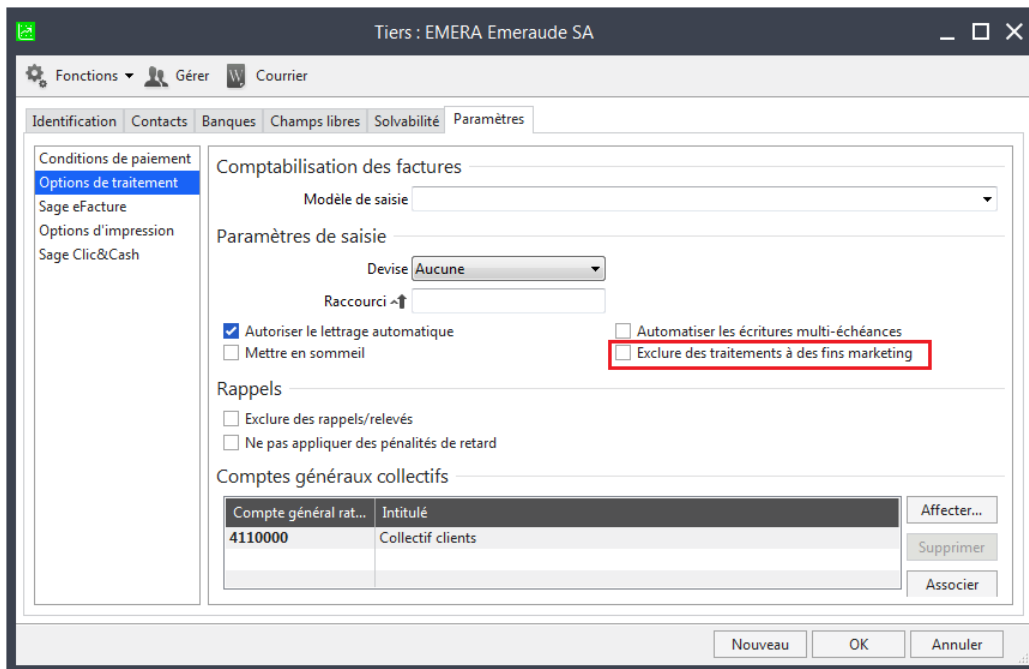 Tiers : EMERA Emeraude SA
Fonctions Gérer Courrier
Identification Contacts Banques Champs libres Solvabilité Paramètres
Conditions de paiement
Options de traitement
Sage eFacture
Options d'impression
Sage Clic&Cash
Comptabilisation des factures
Modèle de saisie
Paramètres de saisie
Devise Aucune
Raccourci
Autoriser le lettrage automatique
Automatiser les écritures multi-échéances
Mettre en sommeil
Exclure des traitements à des fins marketing
Rappels
Exclure des rappels/relevés
Ne pas appliquer des pénalités de retard
Comptes généraux collectifs
Compte général rat... Intitulé
4110000 Collectif clients
Affecter...
Supprimer
Associer
Nouveau OK Annuler